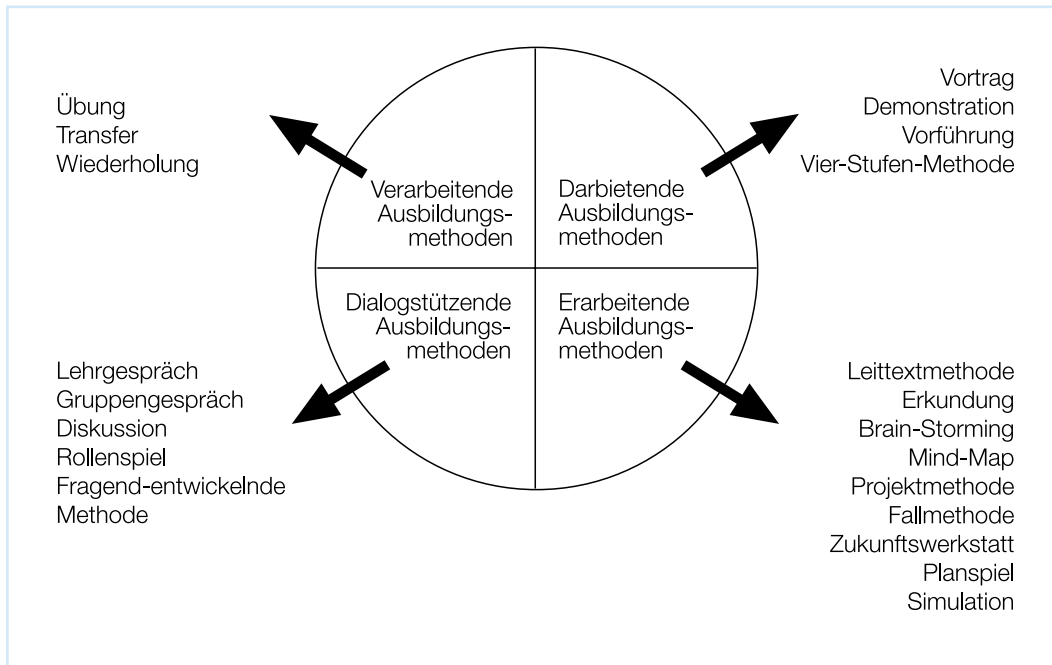 Übung
Transfer
Wiederholung
Vortrag
Demonstration
Vorführung
Vier-Stufen-Methode
Verarbeitende
Ausbildungs-
methoden
Darbietende
Ausbildungs-
methoden
Dialogstützende
Ausbildungs-
methoden
Erarbeitende
Ausbildungs-
methoden
Lehrgespräch
Gruppengespräch
Diskussion
Rollenspiel
Fragend-entwickelnde
Methode
Leittextmethode
Erkundung
Brain-Storming
Mind-Map
Projektmethode
Fallmethode
Zukunftswerkstatt
Planspiel
Simulation